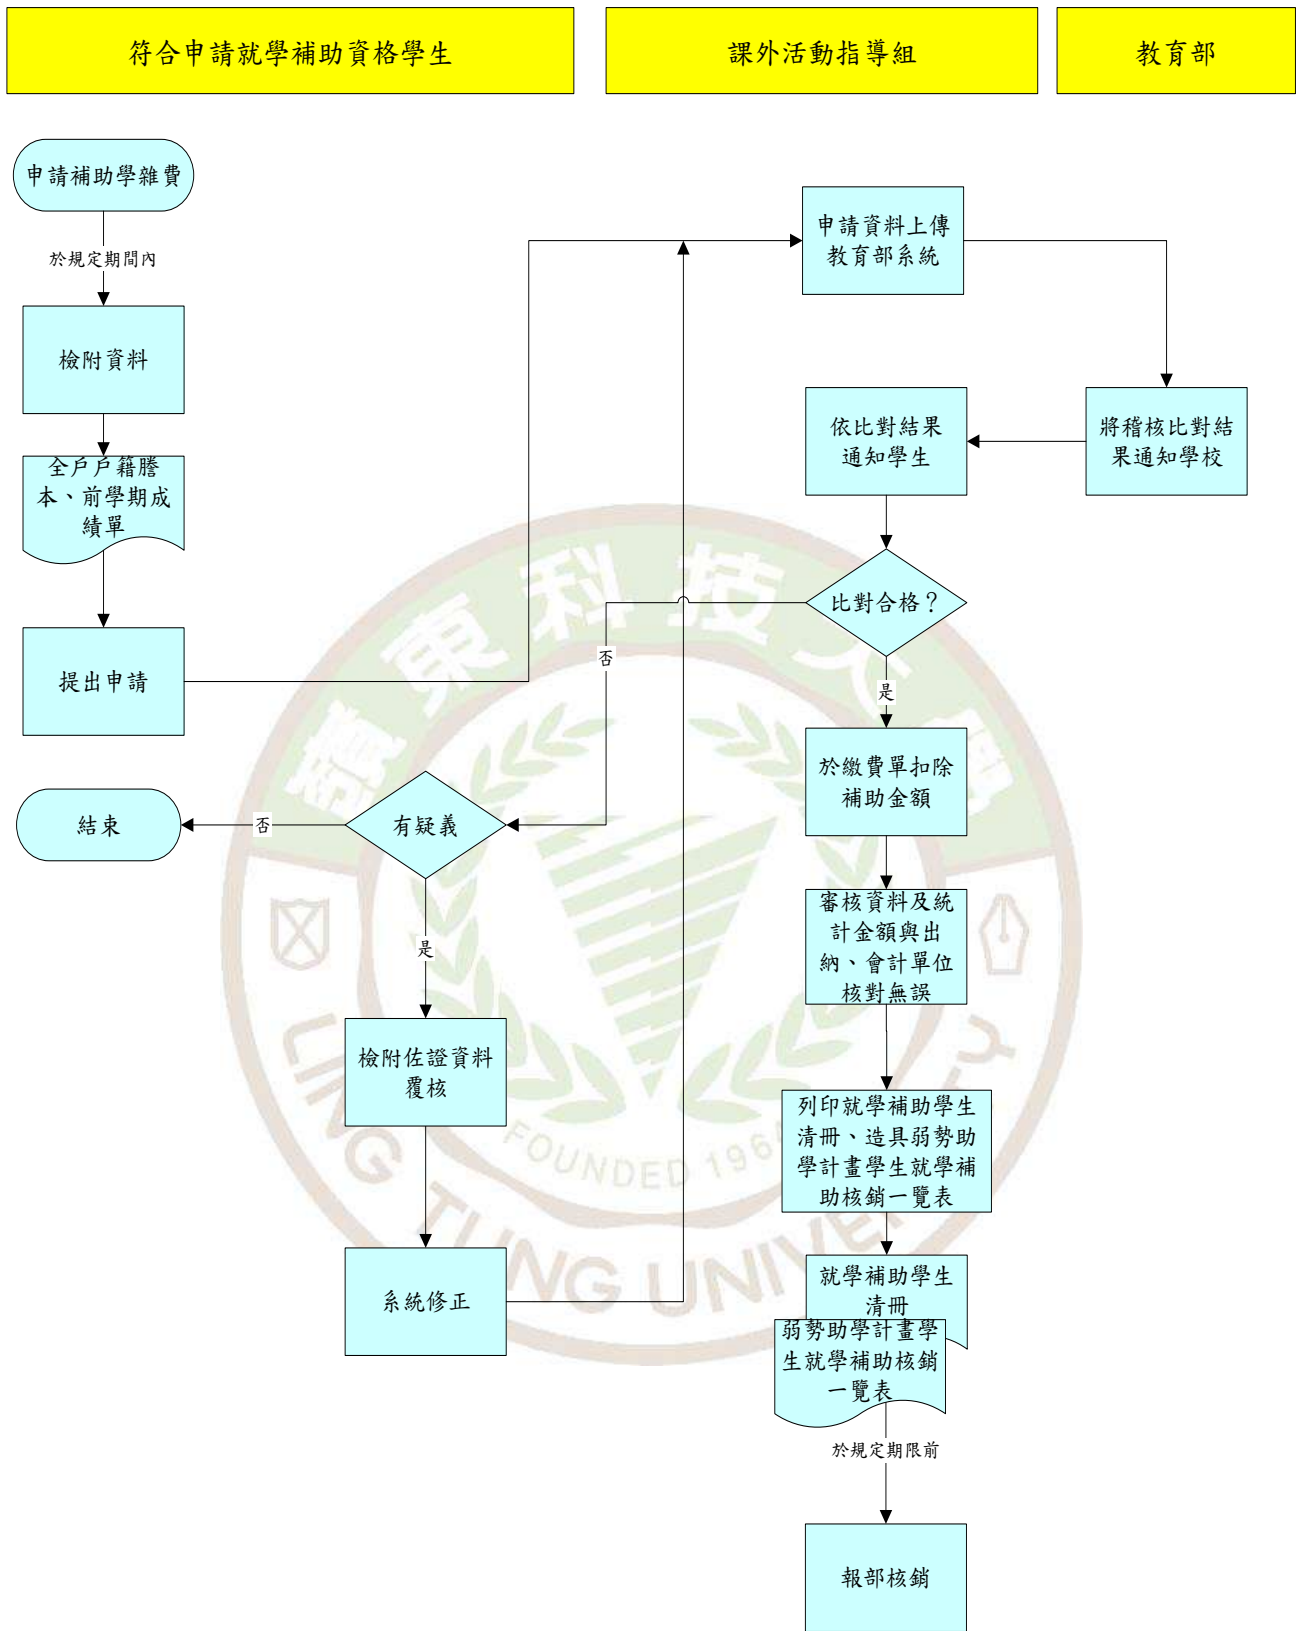 符合申請就學補助資格學生
課外活動指導組
教育部
申請補助學雜費
於規定期間內
檢附資料
全戶戶籍謄
本、前學期成
績單
提出申請
申請資料上傳
教育部系統
將稽核比對結
果通知學校
依比對結果
通知學生
比對合格？
否
是
有疑義
否
結束
是
檢附佐證資料
覆核
系統修正
於繳費單扣除
補助金額
審核資料及統
計金額與出
納、會計單位
核對無誤
列印就學補助學生
清冊、造具弱勢助
學計畫學生就學補
助核銷一覽表
就學補助學生
清冊
弱勢助學計畫學
生就學補助核銷
一覽表
於規定期限前
報部核銷
嶺東科技大學
LING TUNG UNIVERSITY